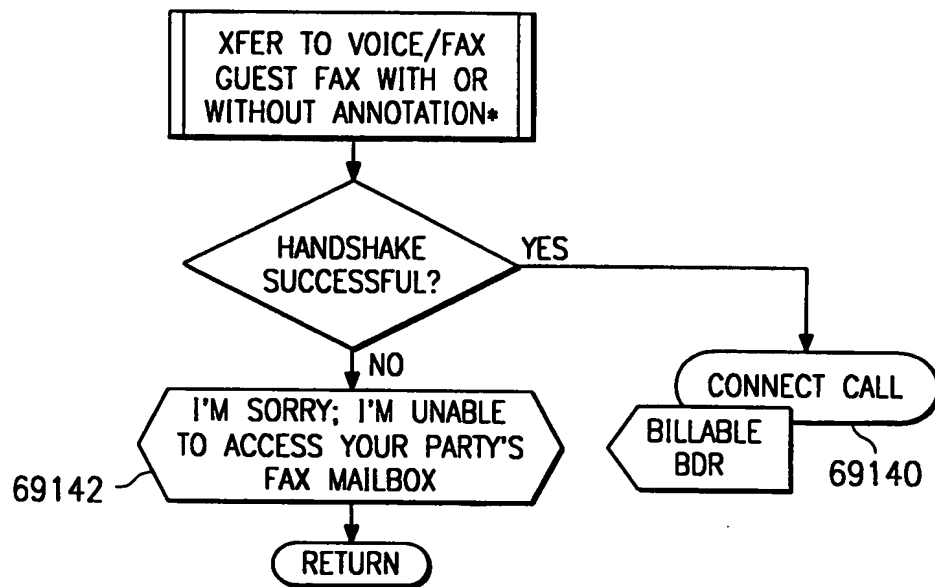 XFER TO VOICE/FAX
GUEST FAX WITH OR
WITHOUT ANNOTATION*
HANDSHAKE
SUCCESSFUL?
YES
NO
CONNECT CALL
BILLABLE
BDR
69140
I'M SORRY; I'M UNABLE
TO ACCESS YOUR PARTY'S
FAX MAILBOX
69142
RETURN